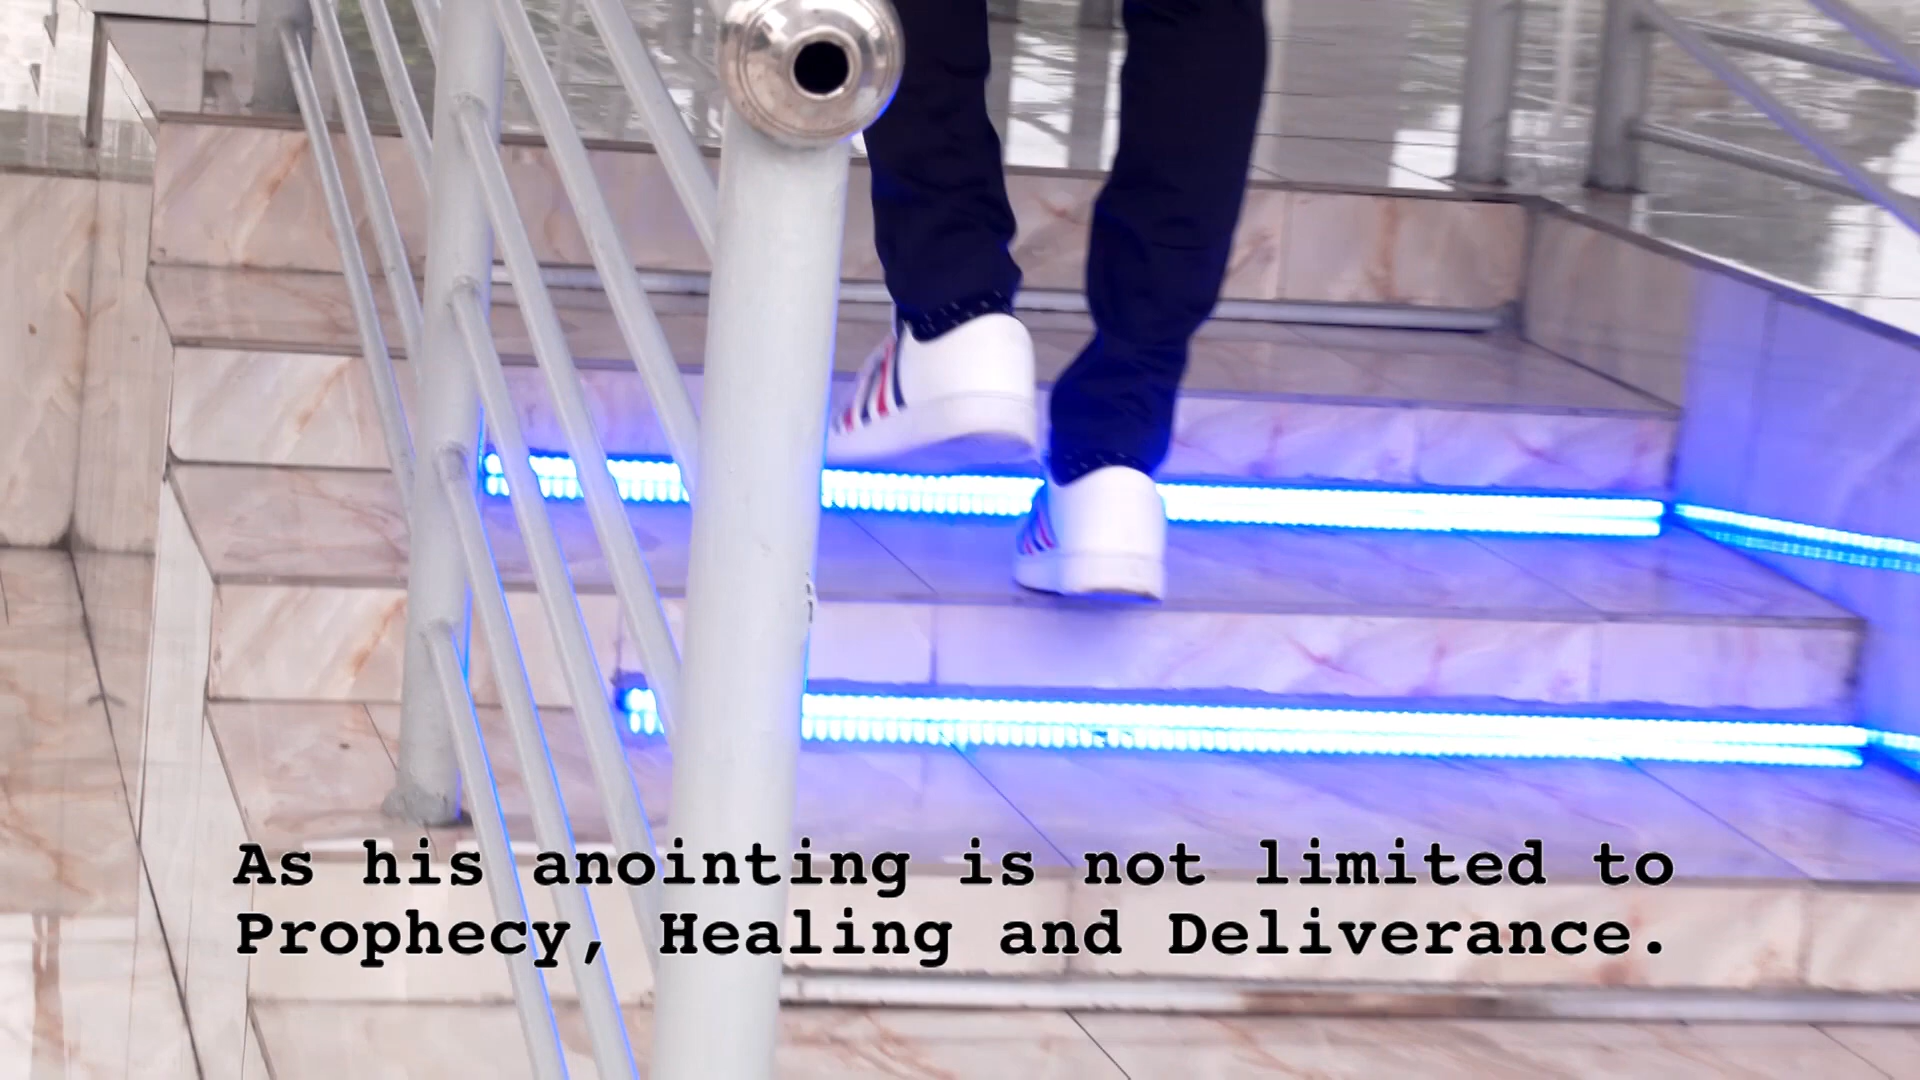 As his anointing is not limited to
Prophecy, Healing and Deliverance.